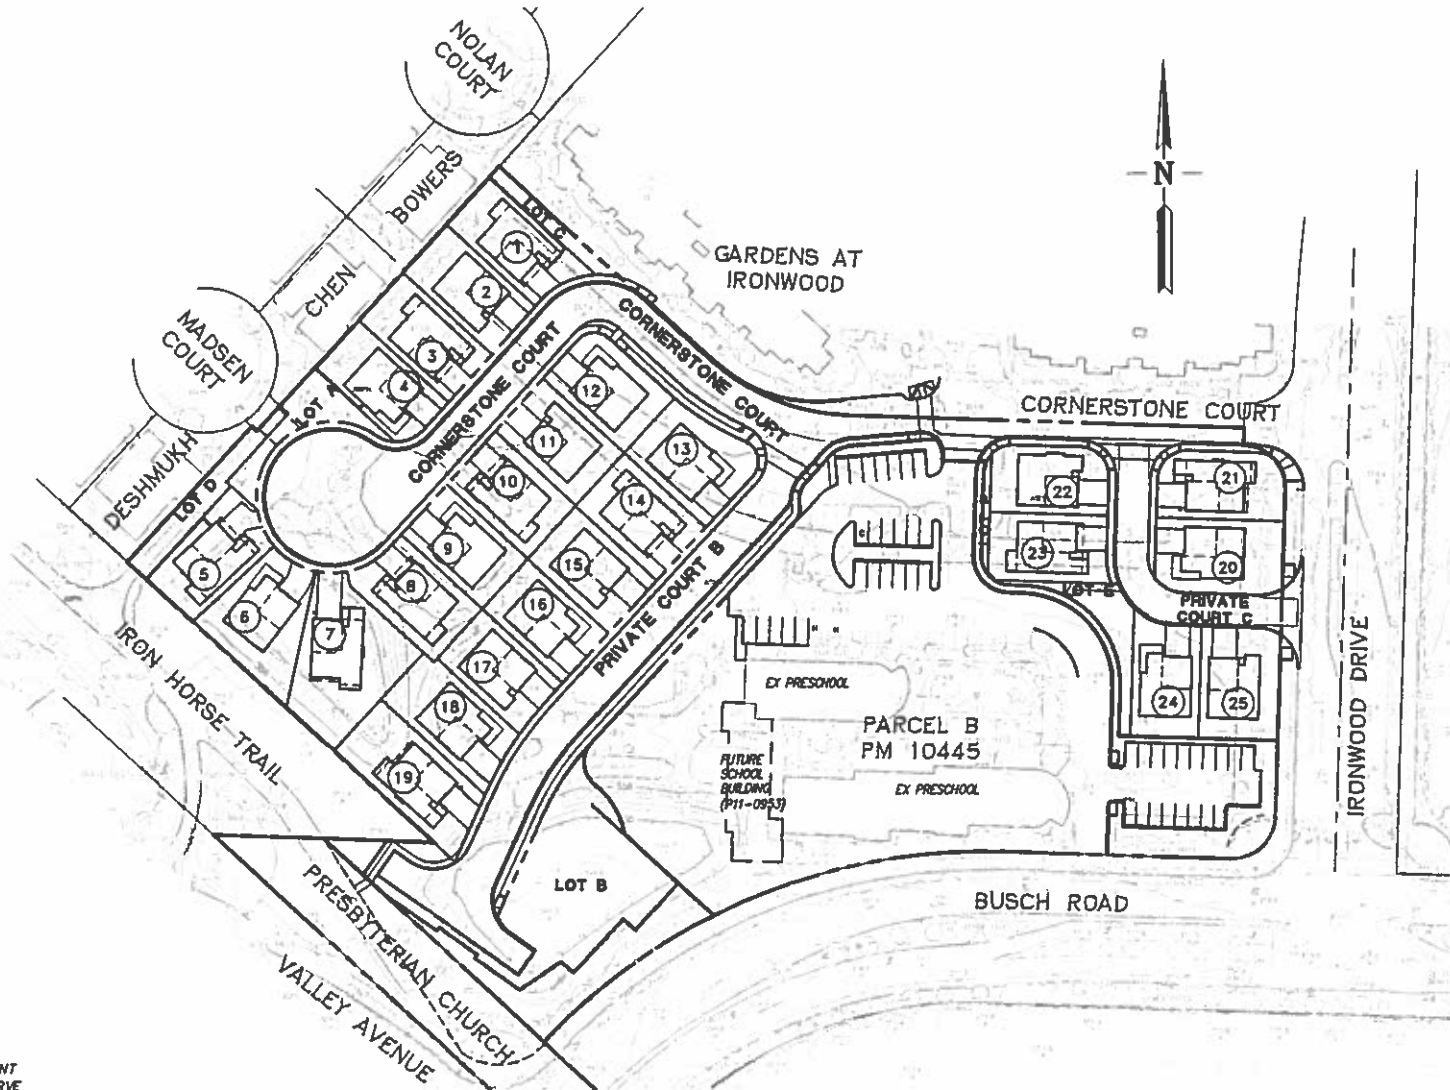 NOLAN
COURT
BOWERS
N
LOT C
1
GARDENS AT
IRONWOOD
CHEN
2
MADSEN
COURT
CORNERSTONE COURT
3
4
LOT A
CORNERSTONE COURT
12
CORNERSTONE COURT
11
13
DESHMUKH
LOT D
10
14
22
21
9
23
20
5
8
15
LOT E
PRIVATE
COURT C
6
16
PRIVATE COURT B
7
17
IRON HORSE TRAIL
EX PRESCHOOL
IRONWOOD DRIVE
18
24
25
PARCEL B
PM 10445
19
FUTURE
SCHOOL
BUILDING
(P11-0953)
EX PRESCHOOL
LOT B
PRESBYTERIAN CHURCH
BUSCH ROAD
VALLEY AVENUE